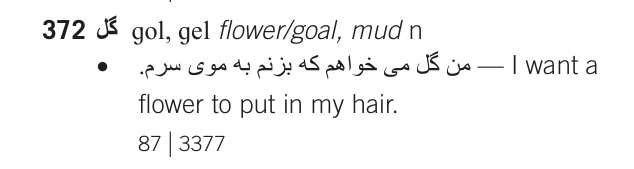 372 گل gol, gel flower/goal, mud n
• من گل می خواهم که بزنم به موی سرم. — I want a
flower to put in my hair.
87 | 3377